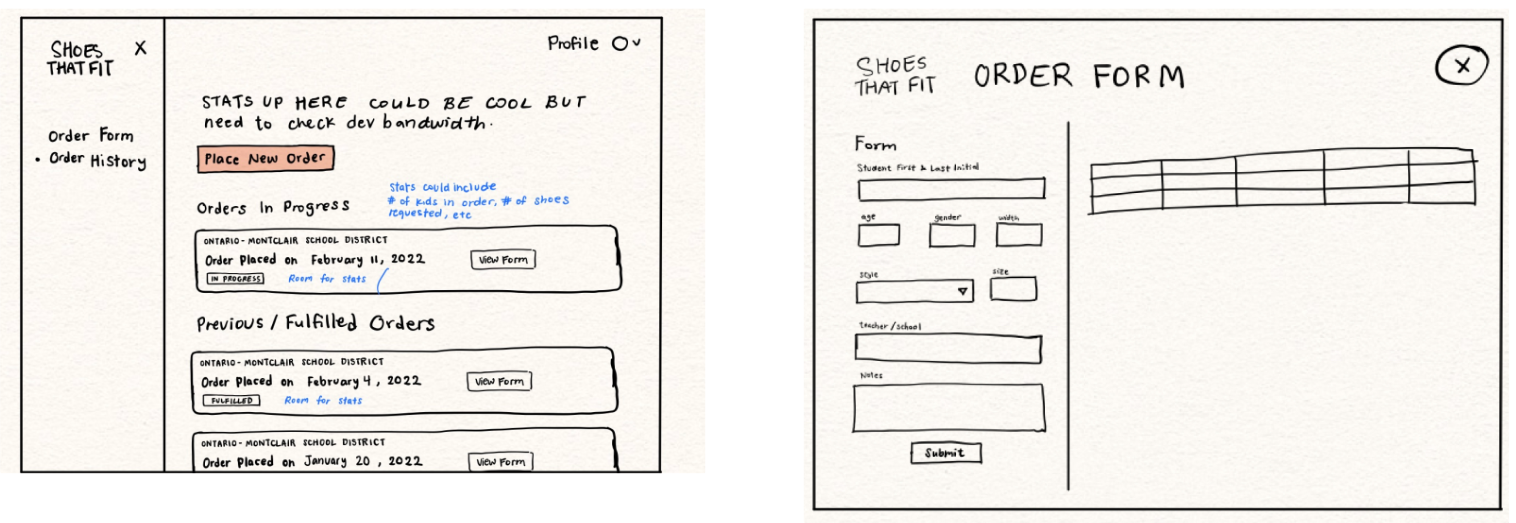 SHOES X
THAT FIT
Order Form
• Order History
Profile
STATS UP HERE COULD BE COOL BUT
need to check dev bandwidth.
Place New Order
Stats could include
# of kids in order, # of shoes
requested, etc
Orders In Progress
ONTARIO-MONTCLAIR SCHOOL DISTRICT
Order Placed on February 11, 2022
View Form
IN PROGRESS
Room for stats
Previous / Fulfilled Orders
ONTARIO-MONTCLAIR SCHOOL DISTRICT
Order Placed on February 4, 2022
View Form
FULFILLED
Room for stats
ONTARIO-MONTCLAIR SCHOOL DISTRICT
Order Placed on January 20, 2022
View Form
SHOES
THAT FIT
ORDER FORM
X
Form
Student First & Last Initial
age gender width
style size
teacher/school
Notes
Submit